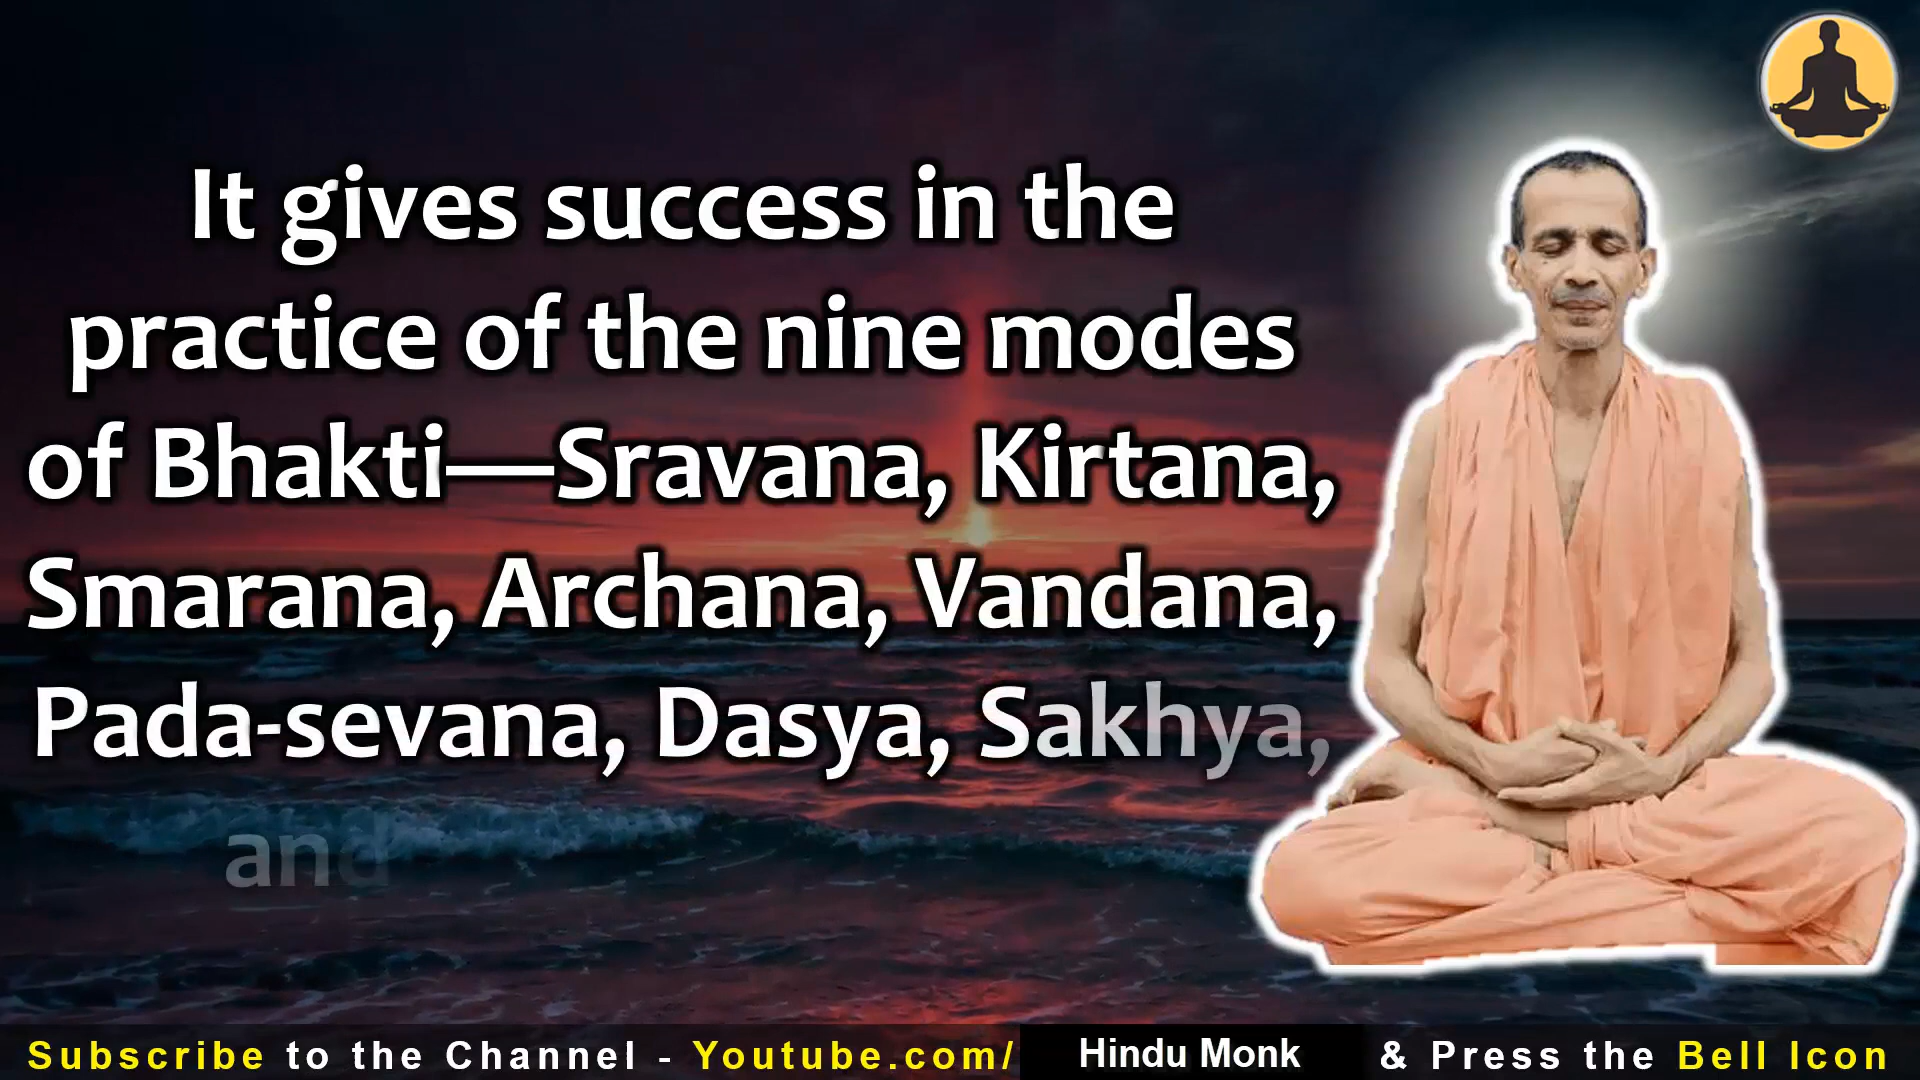 It gives success in the
practice of the nine modes
of Bhakti—Sravana, Kirtana,
Smarana, Archana, Vandana,
Pada-sevana, Dasya, Sakhya,
and
Subscribe to the Channel - Youtube.com/ Hindu Monk & Press the Bell Icon